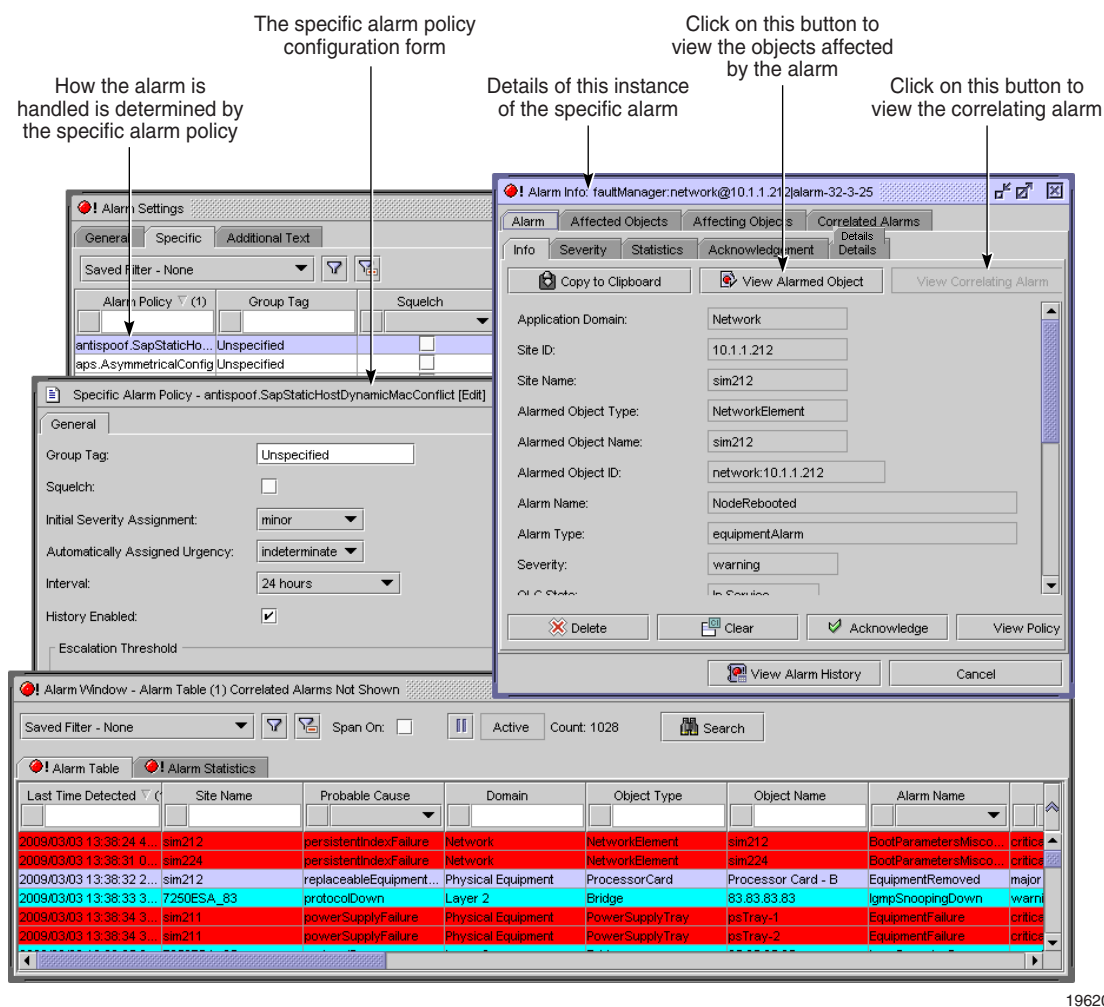 The specific alarm policy
configuration form
Click on this button to
view the objects affected
by the alarm
How the alarm is
handled is determined by
the specific alarm policy
Details of this instance
of the specific alarm
Click on this button to
view the correlating alarm
Alarm Settings
General Specific Additional Text
Saved Filter - None
Alarm Policy (1) Group Tag Squelch
antispoof.SapStaticHo... Unspecified
aps.AsymmetricalConfig Unspecified
Specific Alarm Policy - antispoof.SapStaticHostDynamicMacConflict [Edit]
General
Group Tag: Unspecified
Squelch:
Initial Severity Assignment: minor
Automatically Assigned Urgency: indeterminate
Interval: 24 hours
History Enabled:
Escalation Threshold
Alarm Info: faultManager:network@10.1.1.212|alarm-32-3-25
Alarm Affected Objects Affecting Objects Correlated Alarms
Details
Info Severity Statistics Acknowledgement Details
Copy to Clipboard View Alarmed Object View Correlating Alarm
Application Domain: Network
Site ID: 10.1.1.212
Site Name: sim212
Alarmed Object Type: NetworkElement
Alarmed Object Name: sim212
Alarmed Object ID: network:10.1.1.212
Alarm Name: NodeRebooted
Alarm Type: equipmentAlarm
Severity: warning
OLC State: In Service
Delete Clear Acknowledge View Policy
View Alarm History Cancel
Alarm Window - Alarm Table (1) Correlated Alarms Not Shown
Saved Filter - None Span On: Active Count: 1028 Search
Alarm Table Alarm Statistics
Last Time Detected ( Site Name Probable Cause Domain Object Type Object Name Alarm Name
2009/03/03 13:38:24 4... sim212 persistentIndexFailure Network NetworkElement sim212 BootParametersMisco... critica
2009/03/03 13:38:31 0... sim224 persistentIndexFailure Network NetworkElement sim224 BootParametersMisco... critica
2009/03/03 13:38:32 2... sim212 replaceableEquipment... Physical Equipment ProcessorCard Processor Card - B EquipmentRemoved major
2009/03/03 13:38:33 3... 7250ESA_83 protocolDown Layer 2 Bridge 83.83.83.83 IgmpSnoopingDown warni
2009/03/03 13:38:34 3... sim211 powerSupplyFailure Physical Equipment PowerSupplyTray psTray-1 EquipmentFailure critica
2009/03/03 13:38:34 3... sim211 powerSupplyFailure Physical Equipment PowerSupplyTray psTray-2 EquipmentFailure critica
19620